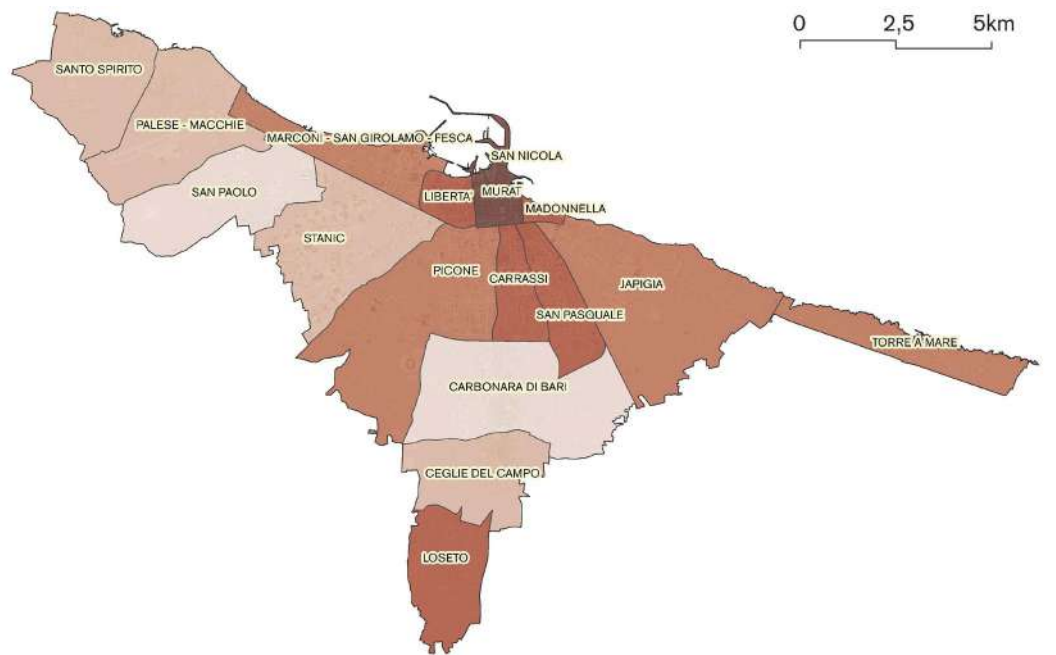 0 2,5 5km
SANTO SPIRITO
PALESE - MACCHIE
MARCONI - SAN GIROLAMO - FESCA
SAN NICOLA
SAN PAOLO
LIBERTA'
MURAT
MADONNELLA
STANIC
PICONE
CARRASSI
JAPIGIA
SAN PASQUALE
TORRE A MARE
CARBONARA DI BARI
CEGLIE DEL CAMPO
LOSETO